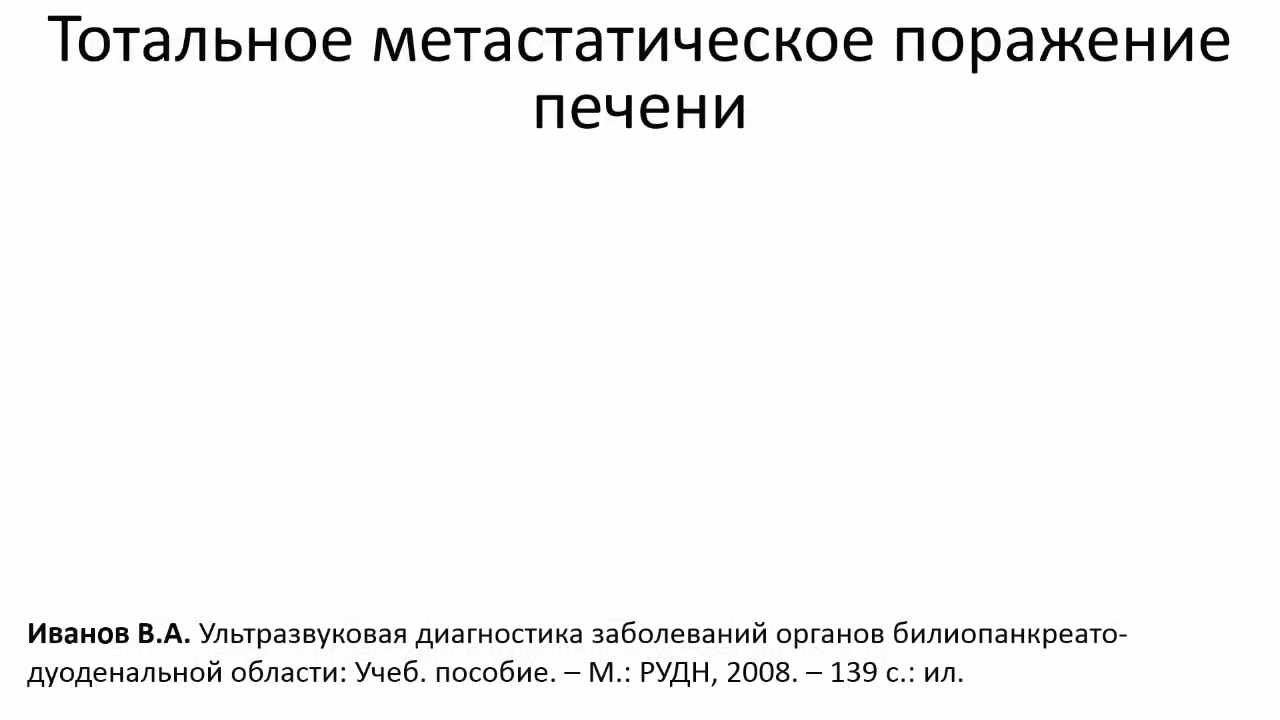 Тотальное метастатическое поражение
печени
Иванов В.А. Ультразвуковая диагностика заболеваний органов билиопанкреато-
дуоденальной области: Учеб. пособие. – М.: РУДН, 2008. – 139 с.: ил.